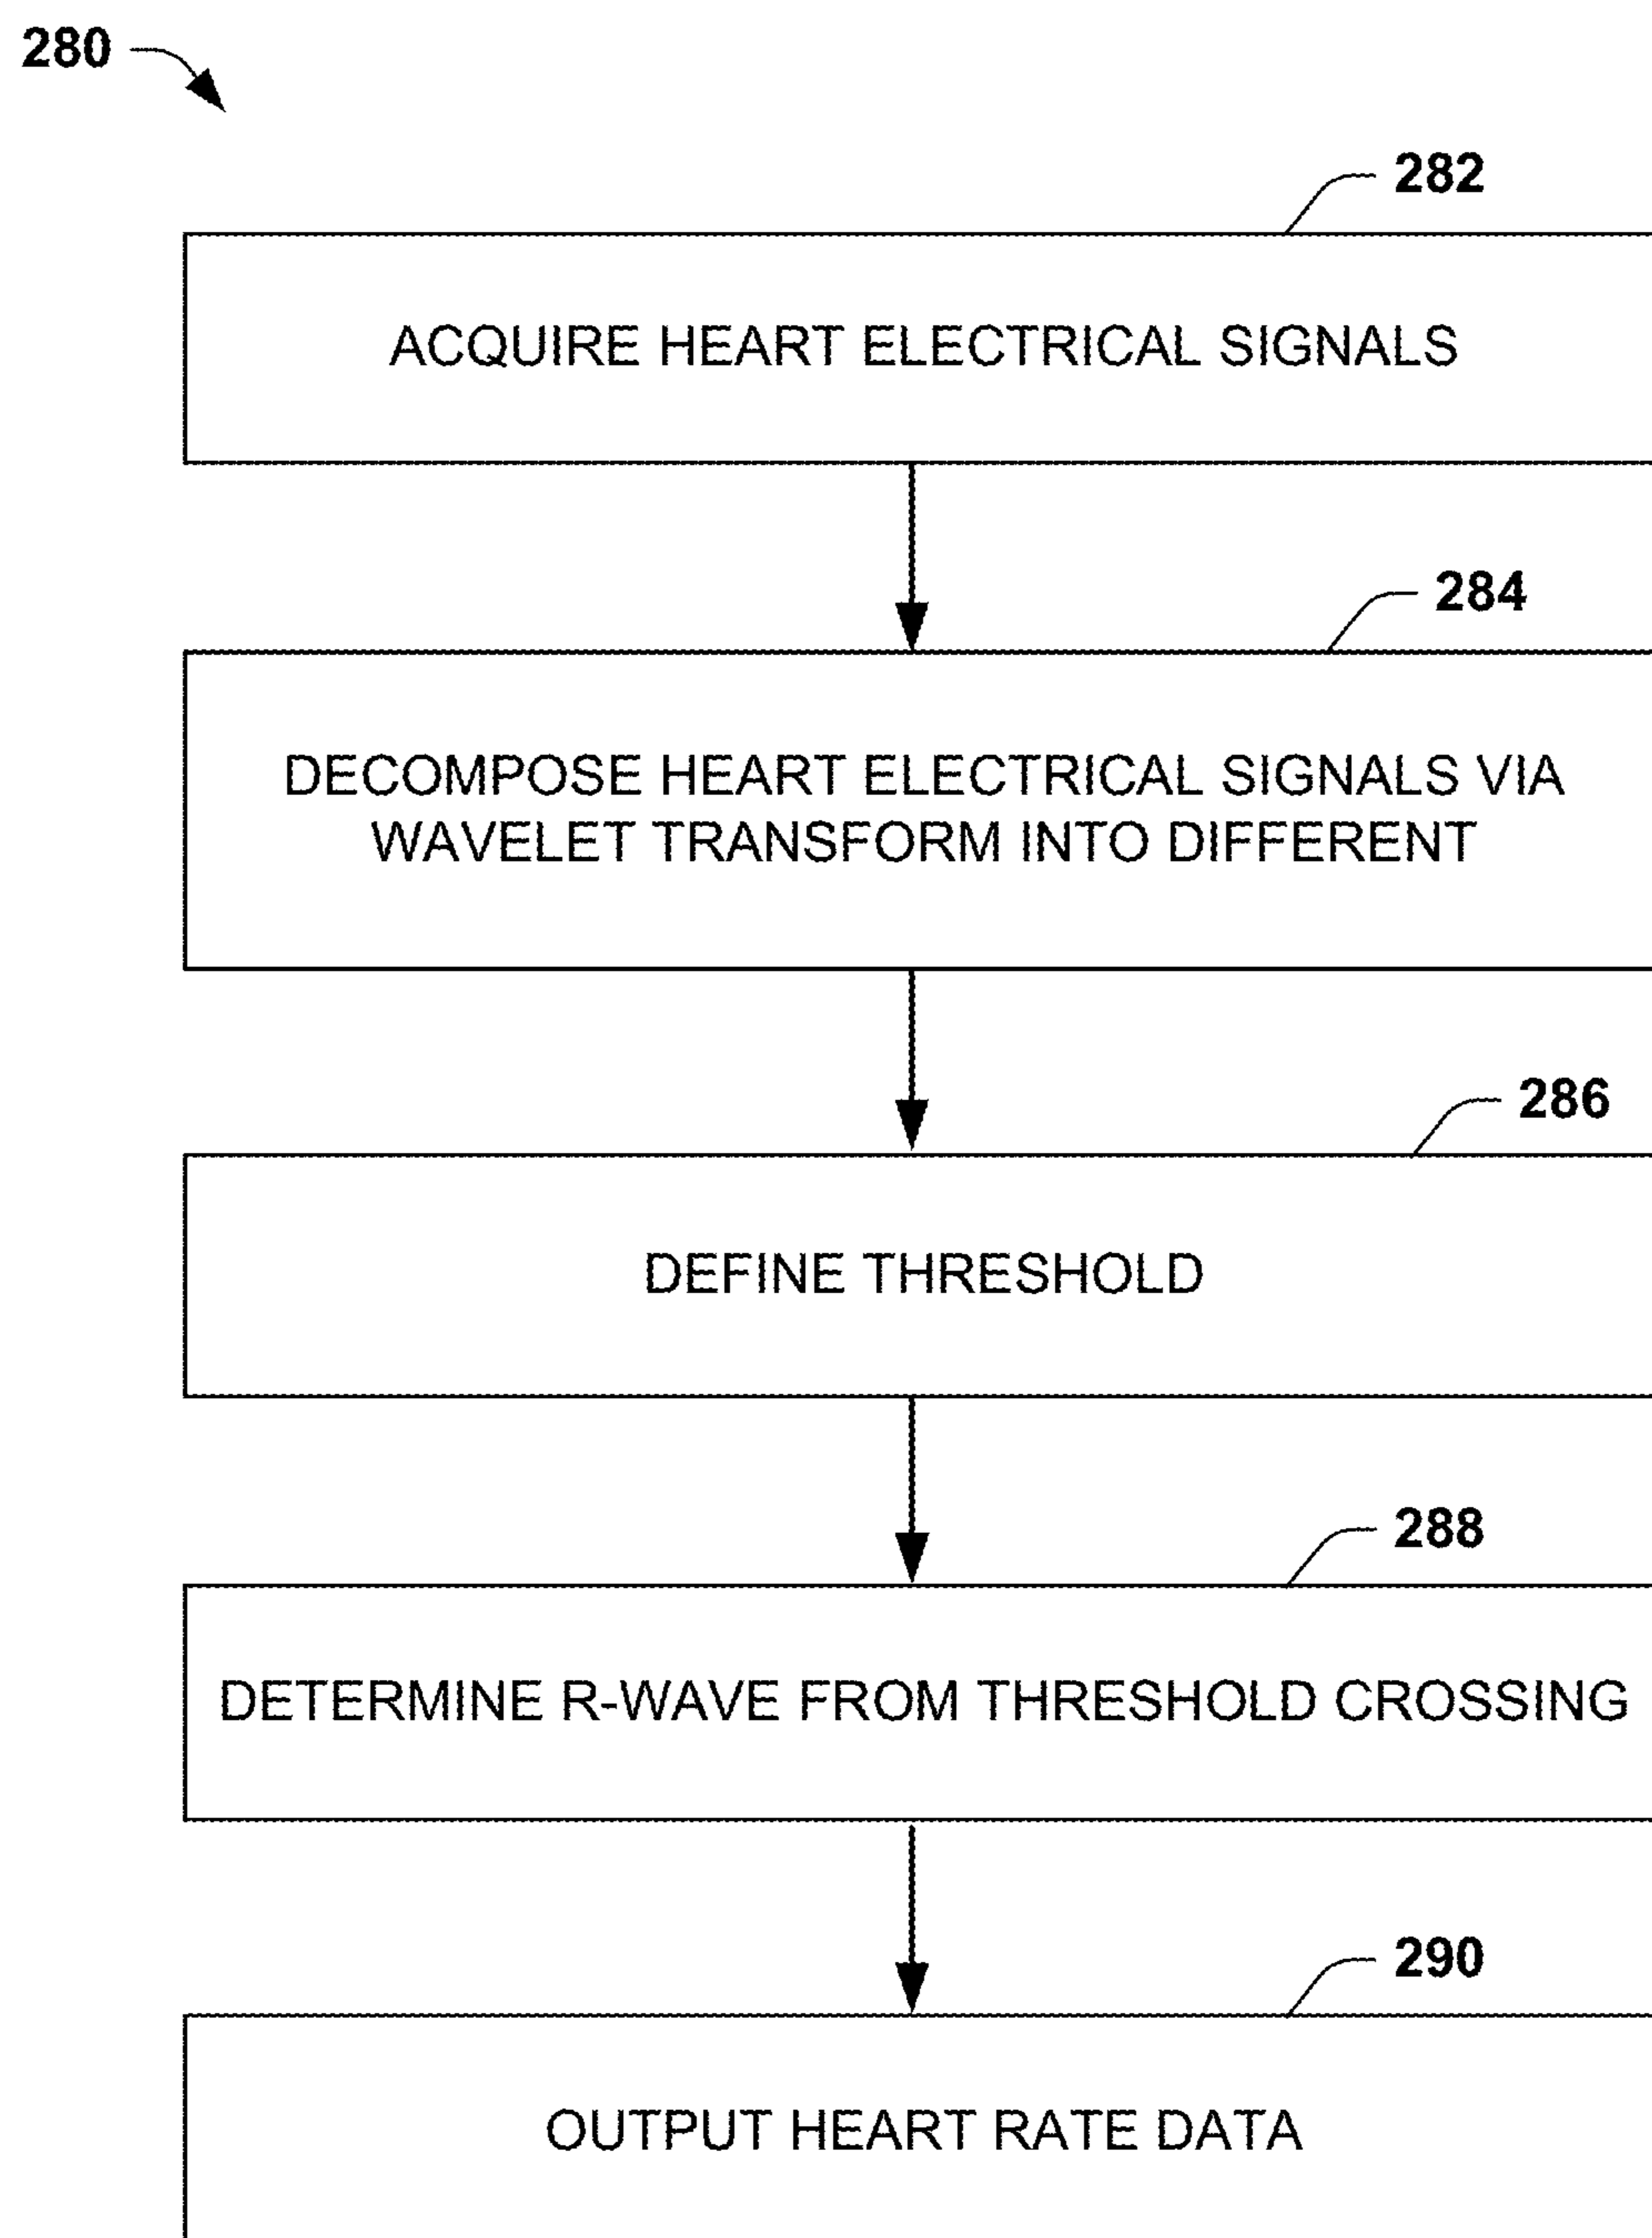 280
282
ACQUIRE HEART ELECTRICAL SIGNALS
284
DECOMPOSE HEART ELECTRICAL SIGNALS VIA
WAVELET TRANSFORM INTO DIFFERENT
286
DEFINE THRESHOLD
288
DETERMINE R-WAVE FROM THRESHOLD CROSSING
290
OUTPUT HEART RATE DATA